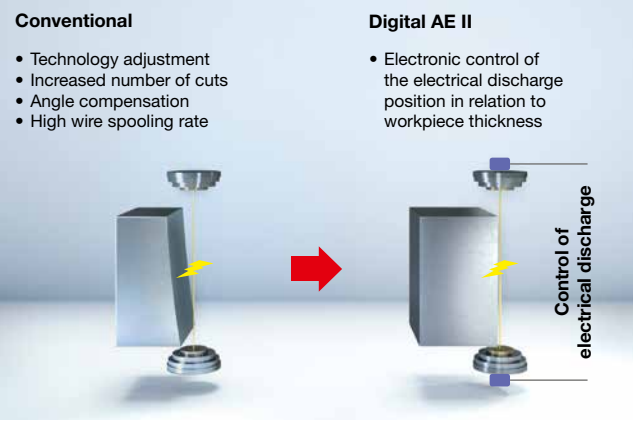 Conventional
• Technology adjustment
• Increased number of cuts
• Angle compensation
• High wire spooling rate
Digital AE II
• Electronic control of
the electrical discharge
position in relation to
workpiece thickness
Control of
electrical discharge